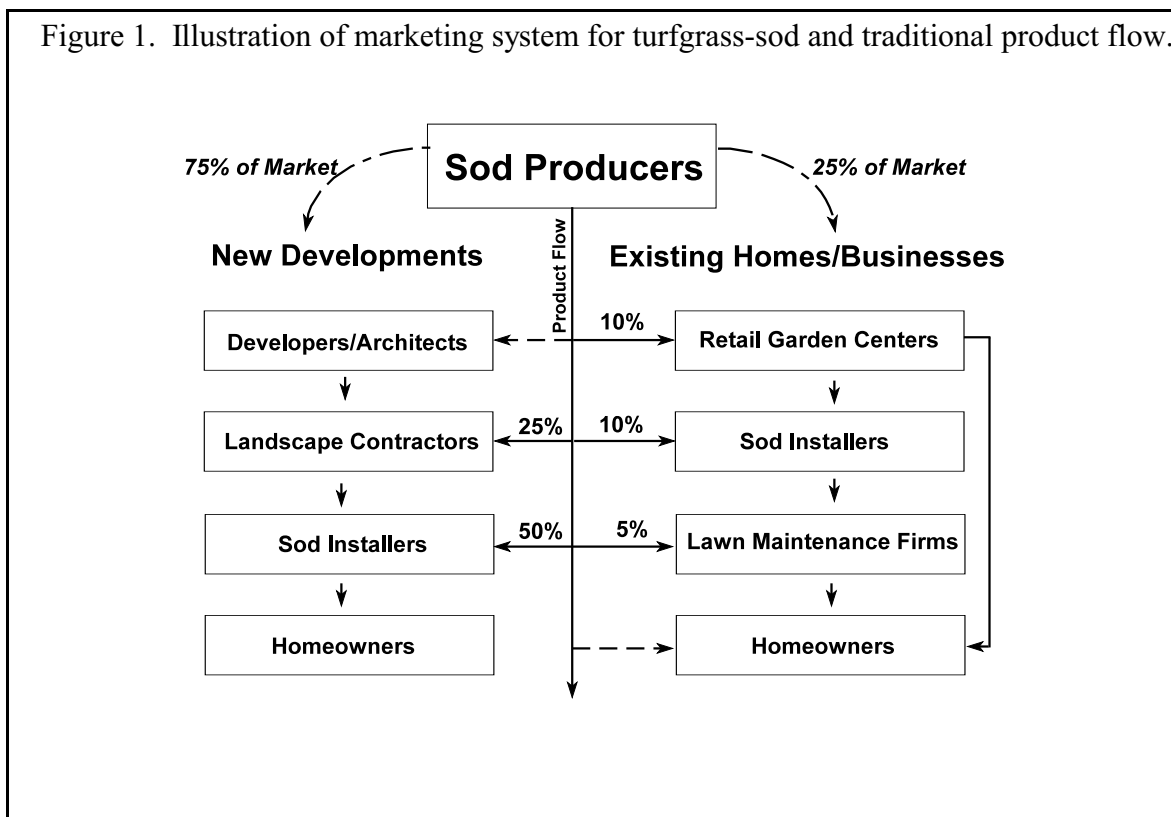 Figure 1. Illustration of marketing system for turfgrass-sod and traditional product flow.
Sod Producers
75% of Market
25% of Market
New Developments
Existing Homes/Businesses
Product Flow
Developers/Architects
10%
Retail Garden Centers
Landscape Contractors
25%
10%
Sod Installers
Sod Installers
50%
5%
Lawn Maintenance Firms
Homeowners
Homeowners